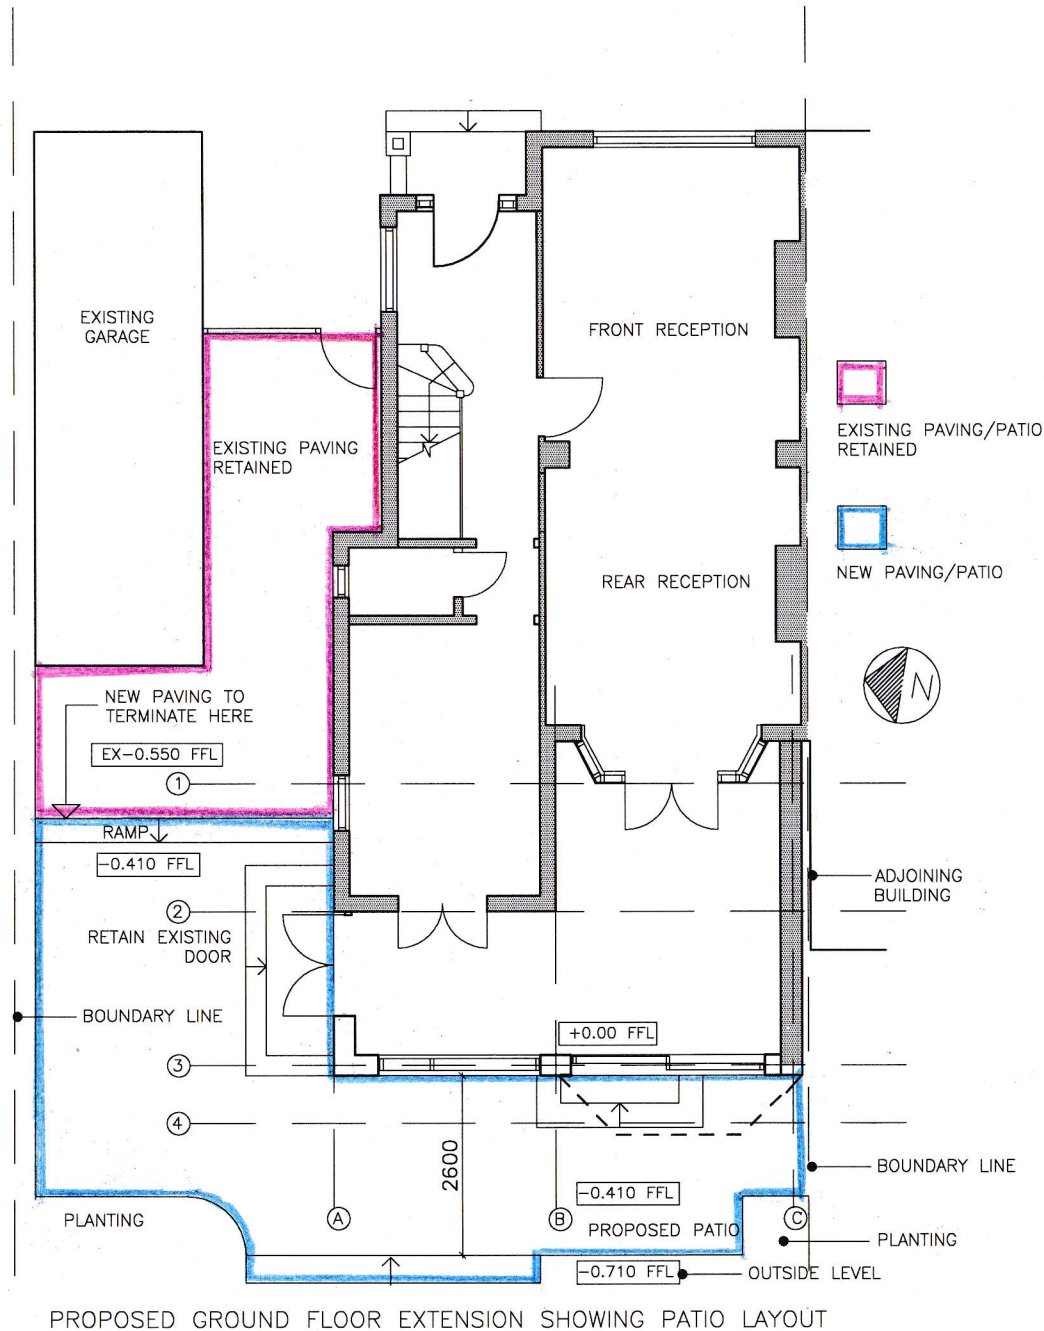 EXISTING
GARAGE
FRONT RECEPTION
EXISTING PAVING/PATIO
RETAINED
EXISTING PAVING
RETAINED
NEW PAVING/PATIO
REAR RECEPTION
N
NEW PAVING TO
TERMINATE HERE
EX-0.550 FFL
1
RAMP
-0.410 FFL
ADJOINING
BUILDING
2
RETAIN EXISTING
DOOR
BOUNDARY LINE
+0.00 FFL
3
4
2600
BOUNDARY LINE
-0.410 FFL
PLANTING
A
B
C
PROPOSED PATIO
PLANTING
-0.710 FFL
OUTSIDE LEVEL
PROPOSED GROUND FLOOR EXTENSION SHOWING PATIO LAYOUT